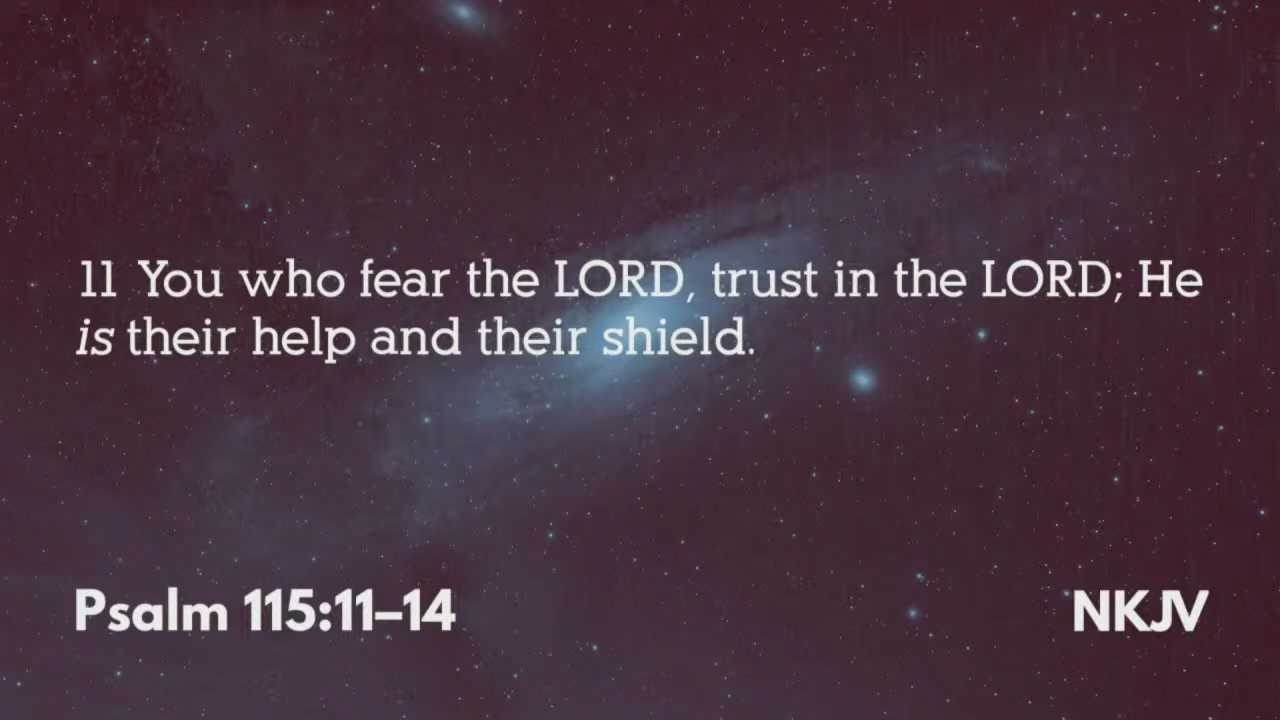 11 You who fear the LORD, trust in the LORD; He
is their help and their shield.
Psalm 115:11–14
NKJV